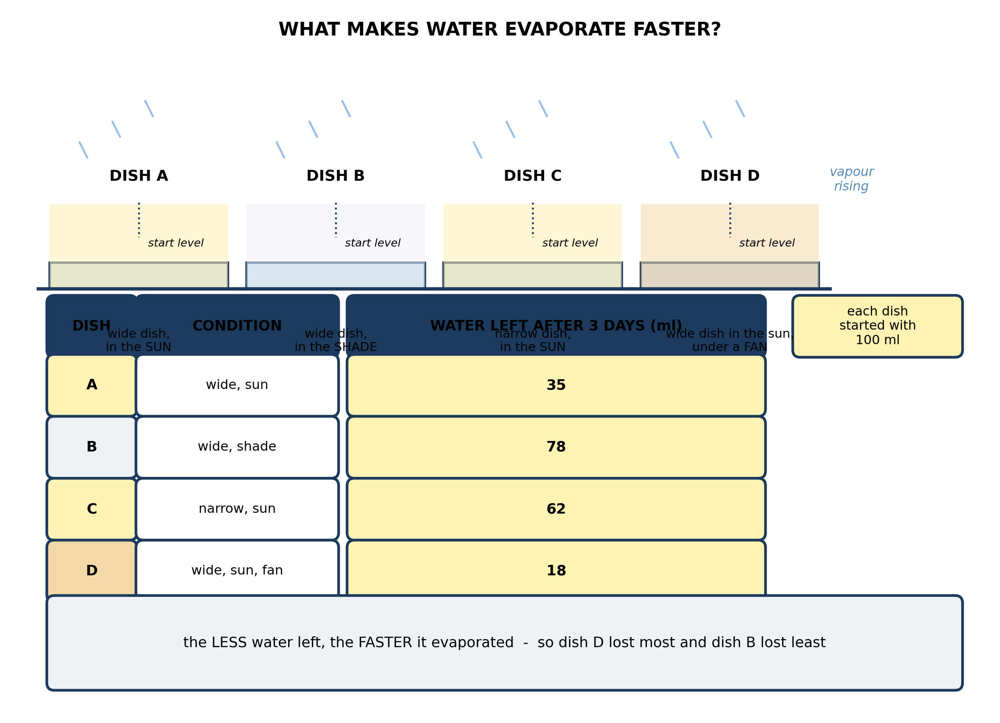 WHAT MAKES WATER EVAPORATE FASTER?
DISH A
DISH B
DISH C
DISH D
vapour
rising
start level
start level
start level
start level
DISH
CONDITION
WATER LEFT AFTER 3 DAYS (ml)
each dish
started with
100 ml
wide dish,
in the SUN
wide dish,
in the SHADE
narrow dish,
in the SUN
wide dish in the sun,
under a FAN
A
wide, sun
35
B
wide, shade
78
C
narrow, sun
62
D
wide, sun, fan
18
the LESS water left, the FASTER it evaporated - so dish D lost most and dish B lost least